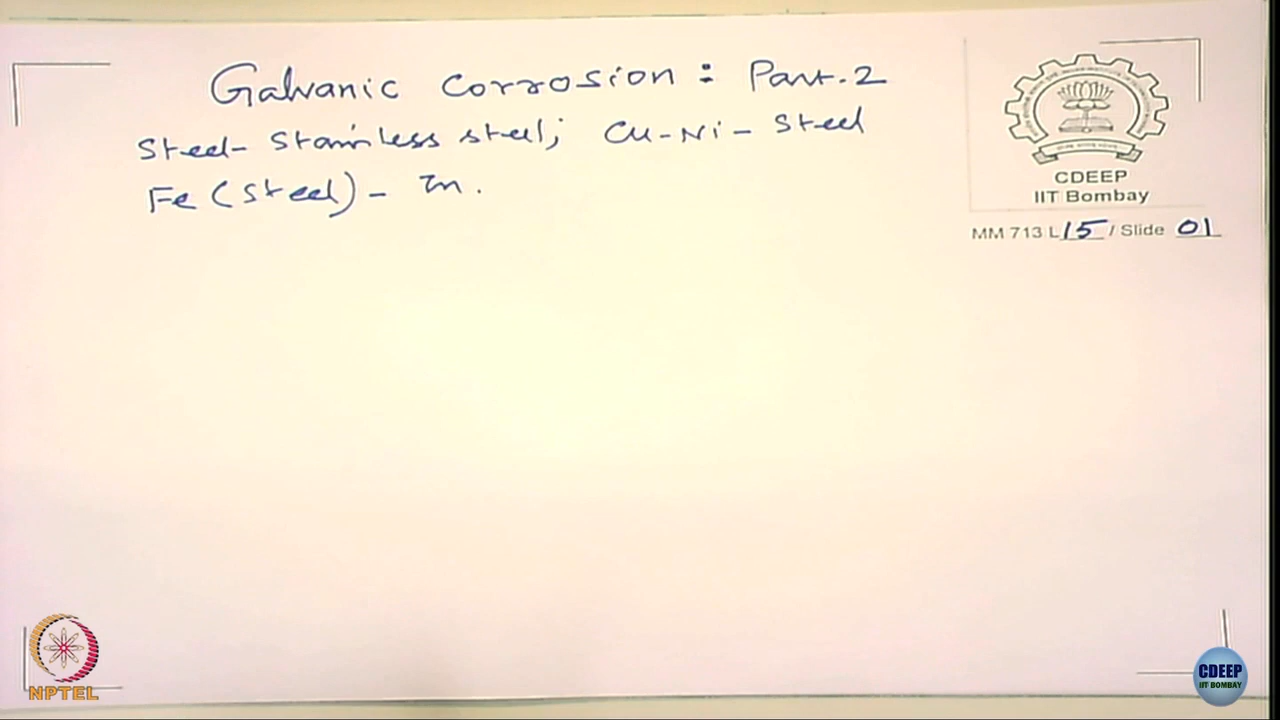 Galvanic Corrosion : Part.2
Steel - Stainless steel; Cu-Ni - Steel
Fe (Steel) - Zn.
CDEEP
IIT Bombay
MM 713 L 15 / Slide 01
NPTEL
CDEEP
IIT BOMBAY